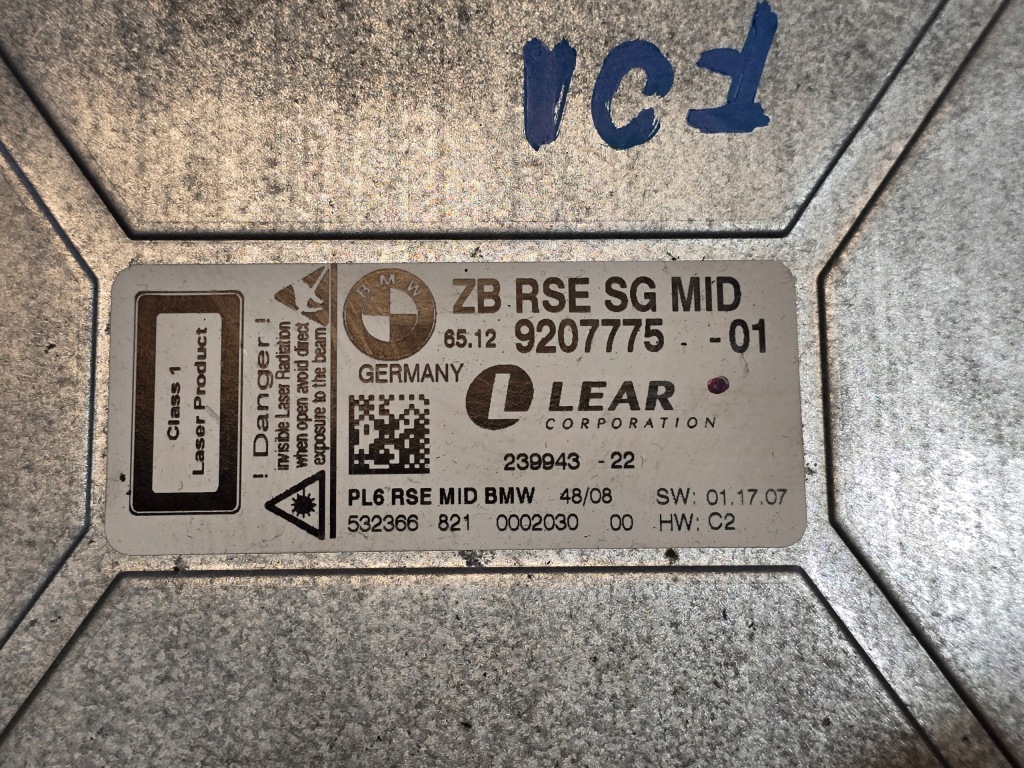 F01
Class 1
Laser Product
! Danger !
invisible Laser Radiation
when open avoid direct
exposure to the beam
BMW
ZB RSE SG MID
65.12 9207775 - -01
GERMANY
L LEAR
CORPORATION
239943 -22
PL6 RSE MID BMW 48/08 SW: 01.17.07
532366 821 0002030 00 HW: C2